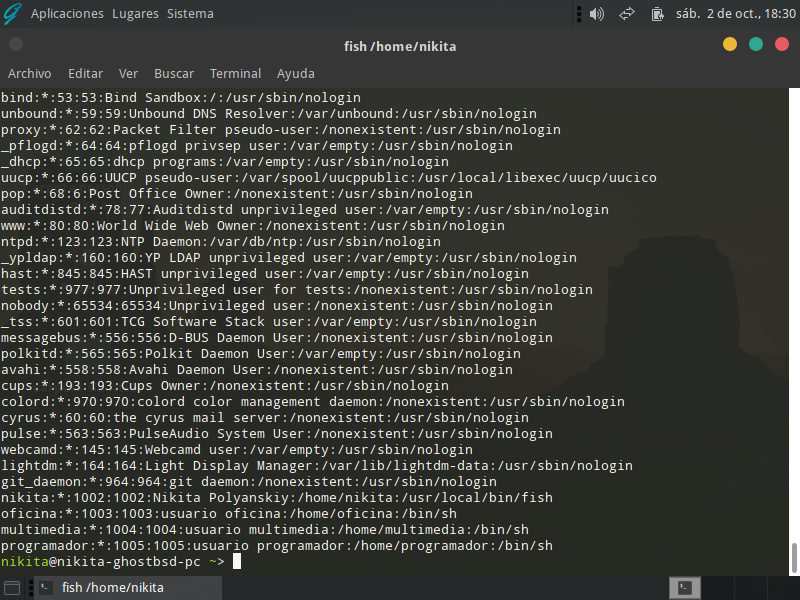 Aplicaciones Lugares Sistema
sáb. 2 de oct., 18:30
fish /home/nikita
Archivo Editar Ver Buscar Terminal Ayuda
bind:*:53:53:Bind Sandbox:/:/usr/sbin/nologin
unbound:*:59:59:Unbound DNS Resolver:/var/unbound:/usr/sbin/nologin
proxy:*:62:62:Packet Filter pseudo-user:/nonexistent:/usr/sbin/nologin
_pflogd:*:64:64:pflogd privsep user:/var/empty:/usr/sbin/nologin
_dhcp:*:65:65:dhcp programs:/var/empty:/usr/sbin/nologin
uucp:*:66:66:UUCP pseudo-user:/var/spool/uucppublic:/usr/local/libexec/uucp/uucico
pop:*:68:6:Post Office Owner:/nonexistent:/usr/sbin/nologin
auditdistd:*:78:77:Auditdistd unprivileged user:/var/empty:/usr/sbin/nologin
www:*:80:80:World Wide Web Owner:/nonexistent:/usr/sbin/nologin
ntpd:*:123:123:NTP Daemon:/var/db/ntp:/usr/sbin/nologin
_ypldap:*:160:160:YP LDAP unprivileged user:/var/empty:/usr/sbin/nologin
hast:*:845:845:HAST unprivileged user:/var/empty:/usr/sbin/nologin
tests:*:977:977:Unprivileged user for tests:/nonexistent:/usr/sbin/nologin
nobody:*:65534:65534:Unprivileged user:/nonexistent:/usr/sbin/nologin
_tss:*:601:601:TCG Software Stack user:/var/empty:/usr/sbin/nologin
messagebus:*:556:556:D-BUS Daemon User:/nonexistent:/usr/sbin/nologin
polkitd:*:565:565:Polkit Daemon User:/var/empty:/usr/sbin/nologin
avahi:*:558:558:Avahi Daemon User:/nonexistent:/usr/sbin/nologin
cups:*:193:193:Cups Owner:/nonexistent:/usr/sbin/nologin
colord:*:970:970:colord color management daemon:/nonexistent:/usr/sbin/nologin
cyrus:*:60:60:the cyrus mail server:/nonexistent:/usr/sbin/nologin
pulse:*:563:563:PulseAudio System User:/nonexistent:/usr/sbin/nologin
webcamd:*:145:145:Webcamd user:/var/empty:/usr/sbin/nologin
lightdm:*:164:164:Light Display Manager:/var/lib/lightdm-data:/usr/sbin/nologin
git_daemon:*:964:964:git daemon:/nonexistent:/usr/sbin/nologin
nikita:*:1002:1002:Nikita Polyanskiy:/home/nikita:/usr/local/bin/fish
oficina:*:1003:1003:usuario oficina:/home/oficina:/bin/sh
multimedia:*:1004:1004:usuario multimedia:/home/multimedia:/bin/sh
programador:*:1005:1005:usuario programador:/home/programador:/bin/sh
nikita@nikita-ghostbsd-pc ~>
fish /home/nikita